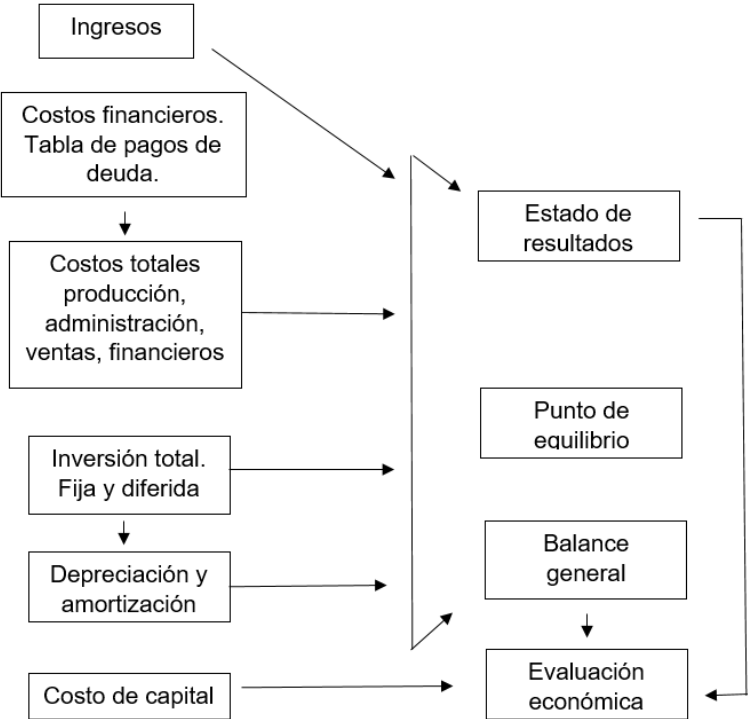 Ingresos
Costos financieros.
Tabla de pagos de
deuda.
Costos totales
producción,
administración,
ventas, financieros
Inversión total.
Fija y diferida
Depreciación y
amortización
Costo de capital
Estado de
resultados
Punto de
equilibrio
Balance
general
Evaluación
económica